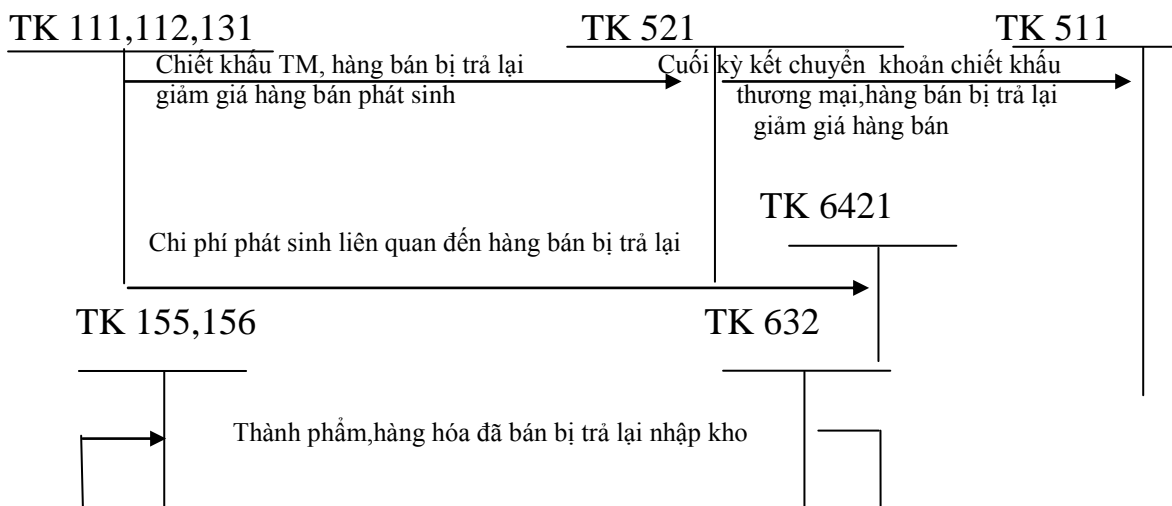 TK 111,112,131
TK 521
TK 511
Chiết khấu TM, hàng bán bị trả lại
giảm giá hàng bán phát sinh
Cuối kỳ kết chuyển khoản chiết khấu
thương mại,hàng bán bị trả lại
giảm giá hàng bán
TK 6421
Chi phí phát sinh liên quan đến hàng bán bị trả lại
TK 155,156
TK 632
Thành phẩm,hàng hóa đã bán bị trả lại nhập kho